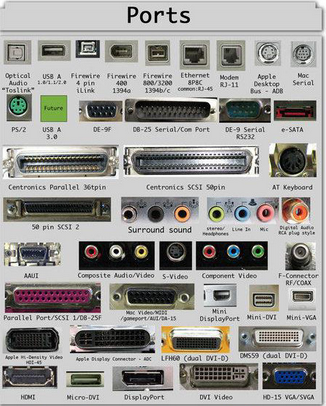 Ports
Optical
Audio
"Toslink"
USB A
1.0/1.1/2.0
Firewire
4 pin
iLink
Firewire
400
1394a
Firewire
800/3200
1394b/c
Ethernet
8P8C
common:RJ-45
Modem
RJ-11
Apple
Desktop
Bus - ADB
Mac
Serial
PS/2
Future
USB A
3.0
DE-9F
DB-25 Serial/Com Port
DE-9 Serial
RS232
e-SATA
Centronics Parallel 36tpin
Centronics SCSI 50pin
AT Keyboard
50 pin SCSI 2
Surround sound
stereo/
Headphones
Line In
Mic
Digital Audio
RCA plug style
AAUI
Composite Audio/Video
S-Video
Component Video
F-Connector
RF/COAX
Parallel Port/SCSI 1/DB-25F
Mac Video/MIDI
/gameport/AUI/DA-15
Mini
DisplayPort
Mini-DVI
Mini-VGA
Apple Hi-Density Video
HDI-45
Apple Display Connector - ADC
LFH60 (dual DVI-D)
DMS59 (dual DVI-D)
HDMI
Micro-DVI
DisplayPort
DVI Video
HD-15 VGA/SVGA